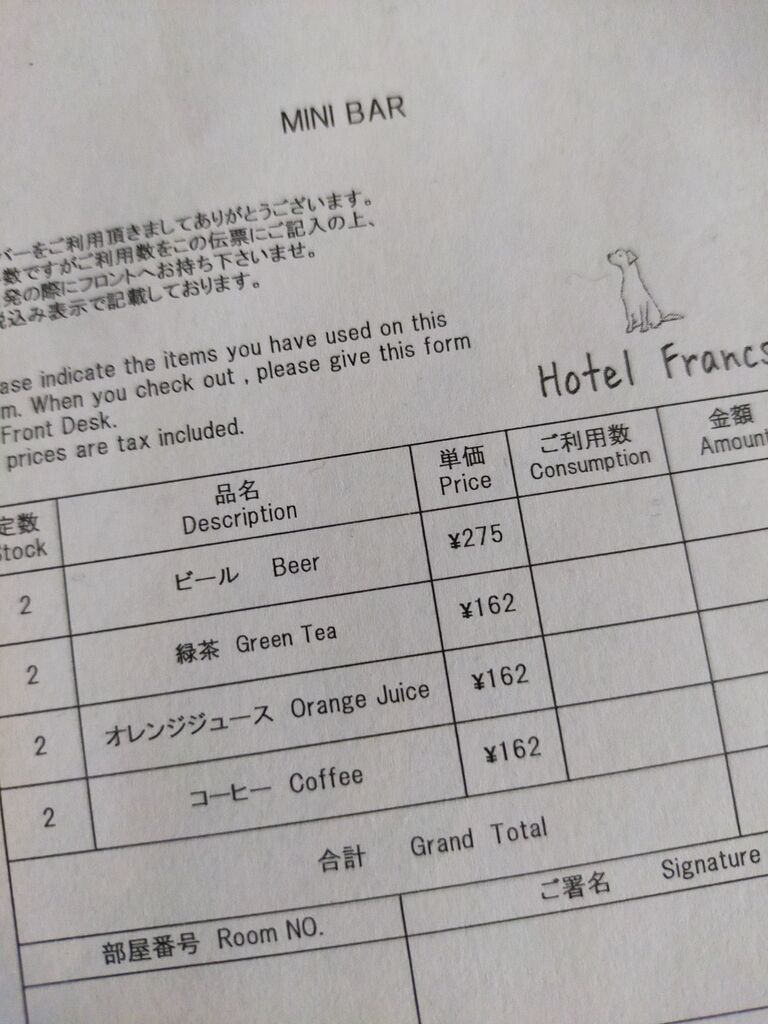 MINI BAR
バーをご利用頂きましてありがとうございます。
数ですがご利用数をこの伝票にご記入の上、
発の際にフロントへお持ち下さいませ。
税込み表示で記載しております。
ase indicate the items you have used on this
m. When you check out , please give this form
Front Desk.
prices are tax included.
Hotel Francs
定数 品名 単価 ご利用数 金額
Stock Description Price Consumption Amount
2 ビール Beer ¥275
2 緑茶 Green Tea ¥162
2 オレンジジュース Orange Juice ¥162
2 コーヒー Coffee ¥162
合計 Grand Total
部屋番号 Room NO. ご署名 Signature